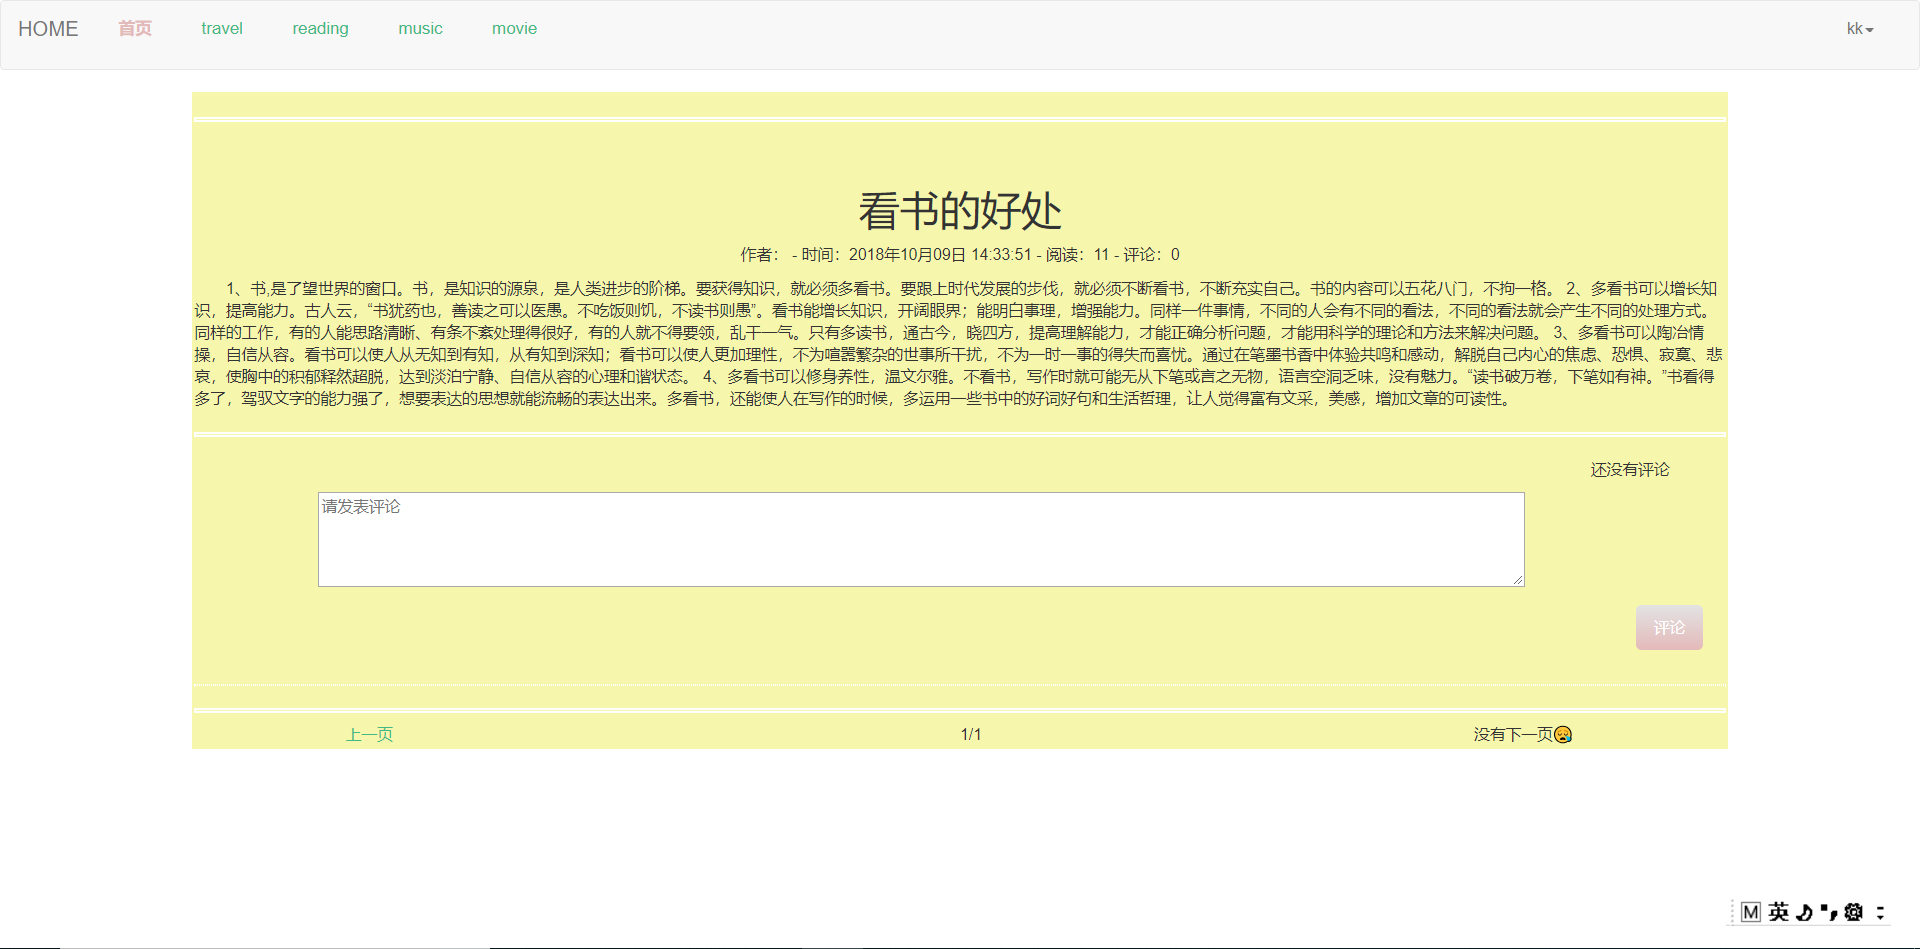 HOME 首页 travel reading music movie kk
看书的好处
作者： - 时间：2018年10月09日 14:33:51 - 阅读：11 - 评论：0
1、书,是了望世界的窗口。书，是知识的源泉，是人类进步的阶梯。要获得知识，就必须多看书。要跟上时代发展的步伐，就必须不断看书，不断充实自己。书的内容可以五花八门，不拘一格。 2、多看书可以增长知
识，提高能力。古人云，“书犹药也，善读之可以医愚。不吃饭则饥，不读书则愚”。看书能增长知识，开阔眼界；能明白事理，增强能力。同样一件事情，不同的人会有不同的看法，不同的看法就会产生不同的处理方式。
同样的工作，有的人能思路清晰、有条不紊处理得很好，有的人就不得要领，乱干一气。只有多读书，通古今，晓四方，提高理解能力，才能正确分析问题，才能用科学的理论和方法来解决问题。 3、多看书可以陶冶情
操，自信从容。看书可以使人从无知到有知，从有知到深知；看书可以使人更加理性，不为喧嚣繁杂的世事所干扰，不为一时一事的得失而喜忧。通过在笔墨书香中体验共鸣和感动，解脱自己内心的焦虑、恐惧、寂寞、悲
哀，使胸中的积郁释然超脱，达到淡泊宁静、自信从容的心理和谐状态。 4、多看书可以修身养性，温文尔雅。不看书，写作时就可能无从下笔或言之无物，语言空洞乏味，没有魅力。“读书破万卷，下笔如有神。”书看得
多了，驾驭文字的能力强了，想要表达的思想就能流畅的表达出来。多看书，还能使人在写作的时候，多运用一些书中的好词好句和生活哲理，让人觉得富有文采，美感，增加文章的可读性。
还没有评论
请发表评论
评论
上一页 1/1 没有下一页😪
M 英